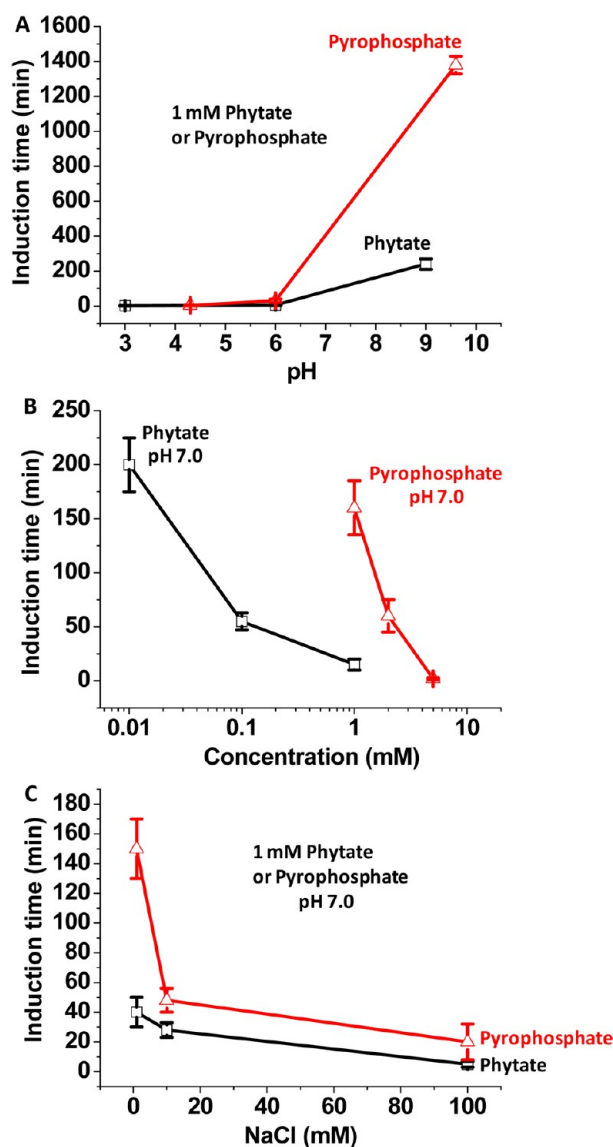 A
1600
1400
1200
1000
800
600
400
200
0
Induction time (min)
Pyrophosphate
1 mM Phytate
or Pyrophosphate
Phytate
3 4 5 6 7 8 9 10
pH
B
250
200
150
100
50
0
Induction time (min)
Phytate
pH 7.0
Pyrophosphate
pH 7.0
0.01 0.1 1 10
Concentration (mM)
C
180
160
140
120
100
80
60
40
20
0
Induction time (min)
1 mM Phytate
or Pyrophosphate
pH 7.0
Pyrophosphate
Phytate
0 20 40 60 80 100
NaCl (mM)